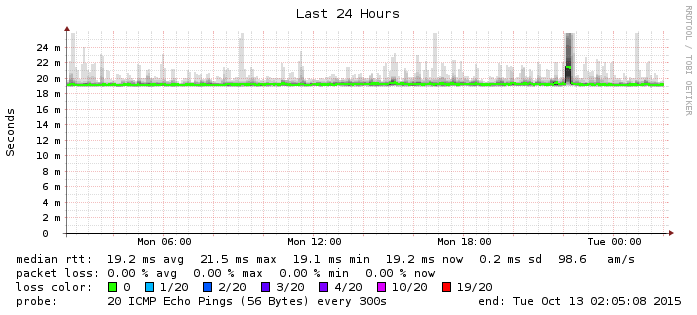 Last 24 Hours
RRDTOOL / TOBI OETIKER
Seconds
24 m
22 m
20 m
18 m
16 m
14 m
12 m
10 m
8 m
6 m
4 m
2 m
0
Mon 06:00 Mon 12:00 Mon 18:00 Tue 00:00
median rtt: 19.2 ms avg 21.5 ms max 19.1 ms min 19.2 ms now 0.2 ms sd 98.6 am/s
packet loss: 0.00 % avg 0.00 % max 0.00 % min 0.00 % now
loss color: 0 1/20 2/20 3/20 4/20 10/20 19/20
probe: 20 ICMP Echo Pings (56 Bytes) every 300s end: Tue Oct 13 02:05:08 2015